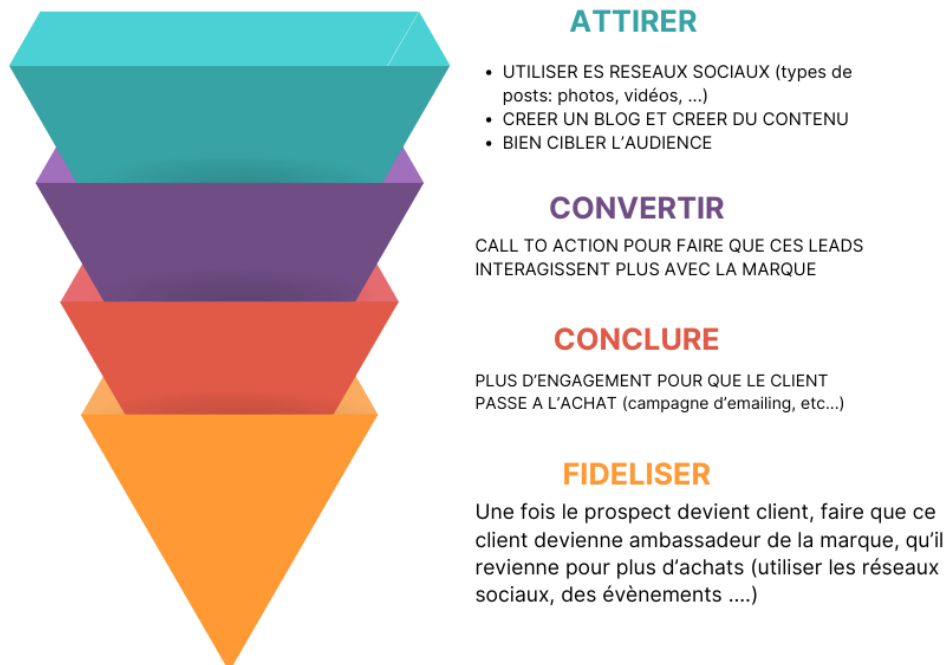 ATTIRER
• UTILISER ES RESEAUX SOCIAUX (types de
posts: photos, vidéos, ...)
• CREER UN BLOG ET CREER DU CONTENU
• BIEN CIBLER L'AUDIENCE
CONVERTIR
CALL TO ACTION POUR FAIRE QUE CES LEADS
INTERAGISSENT PLUS AVEC LA MARQUE
CONCLURE
PLUS D'ENGAGEMENT POUR QUE LE CLIENT
PASSE A L'ACHAT (campagne d'emailing, etc...)
FIDELISER
Une fois le prospect devient client, faire que ce
client devienne ambassadeur de la marque, qu'il
revienne pour plus d'achats (utiliser les réseaux
sociaux, des évènements ....)